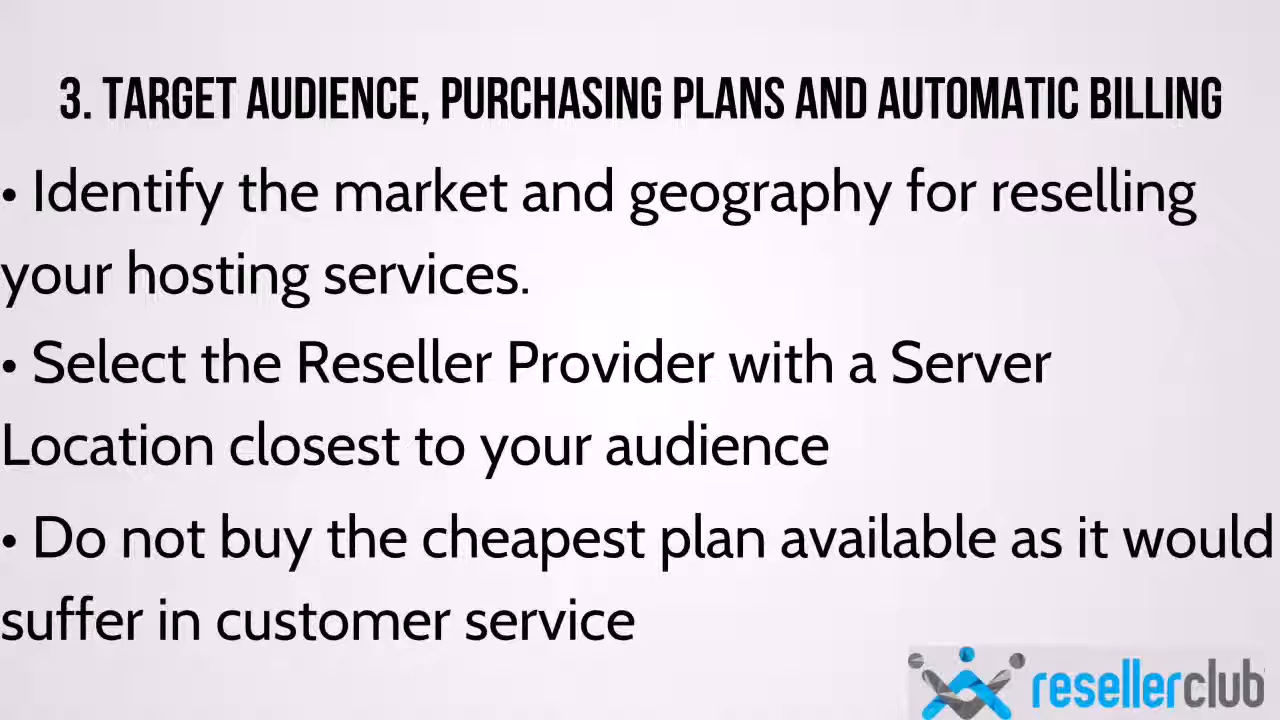 3. TARGET AUDIENCE, PURCHASING PLANS AND AUTOMATIC BILLING
• Identify the market and geography for reselling
your hosting services.
• Select the Reseller Provider with a Server
Location closest to your audience
• Do not buy the cheapest plan available as it would
suffer in customer service
resellerclub